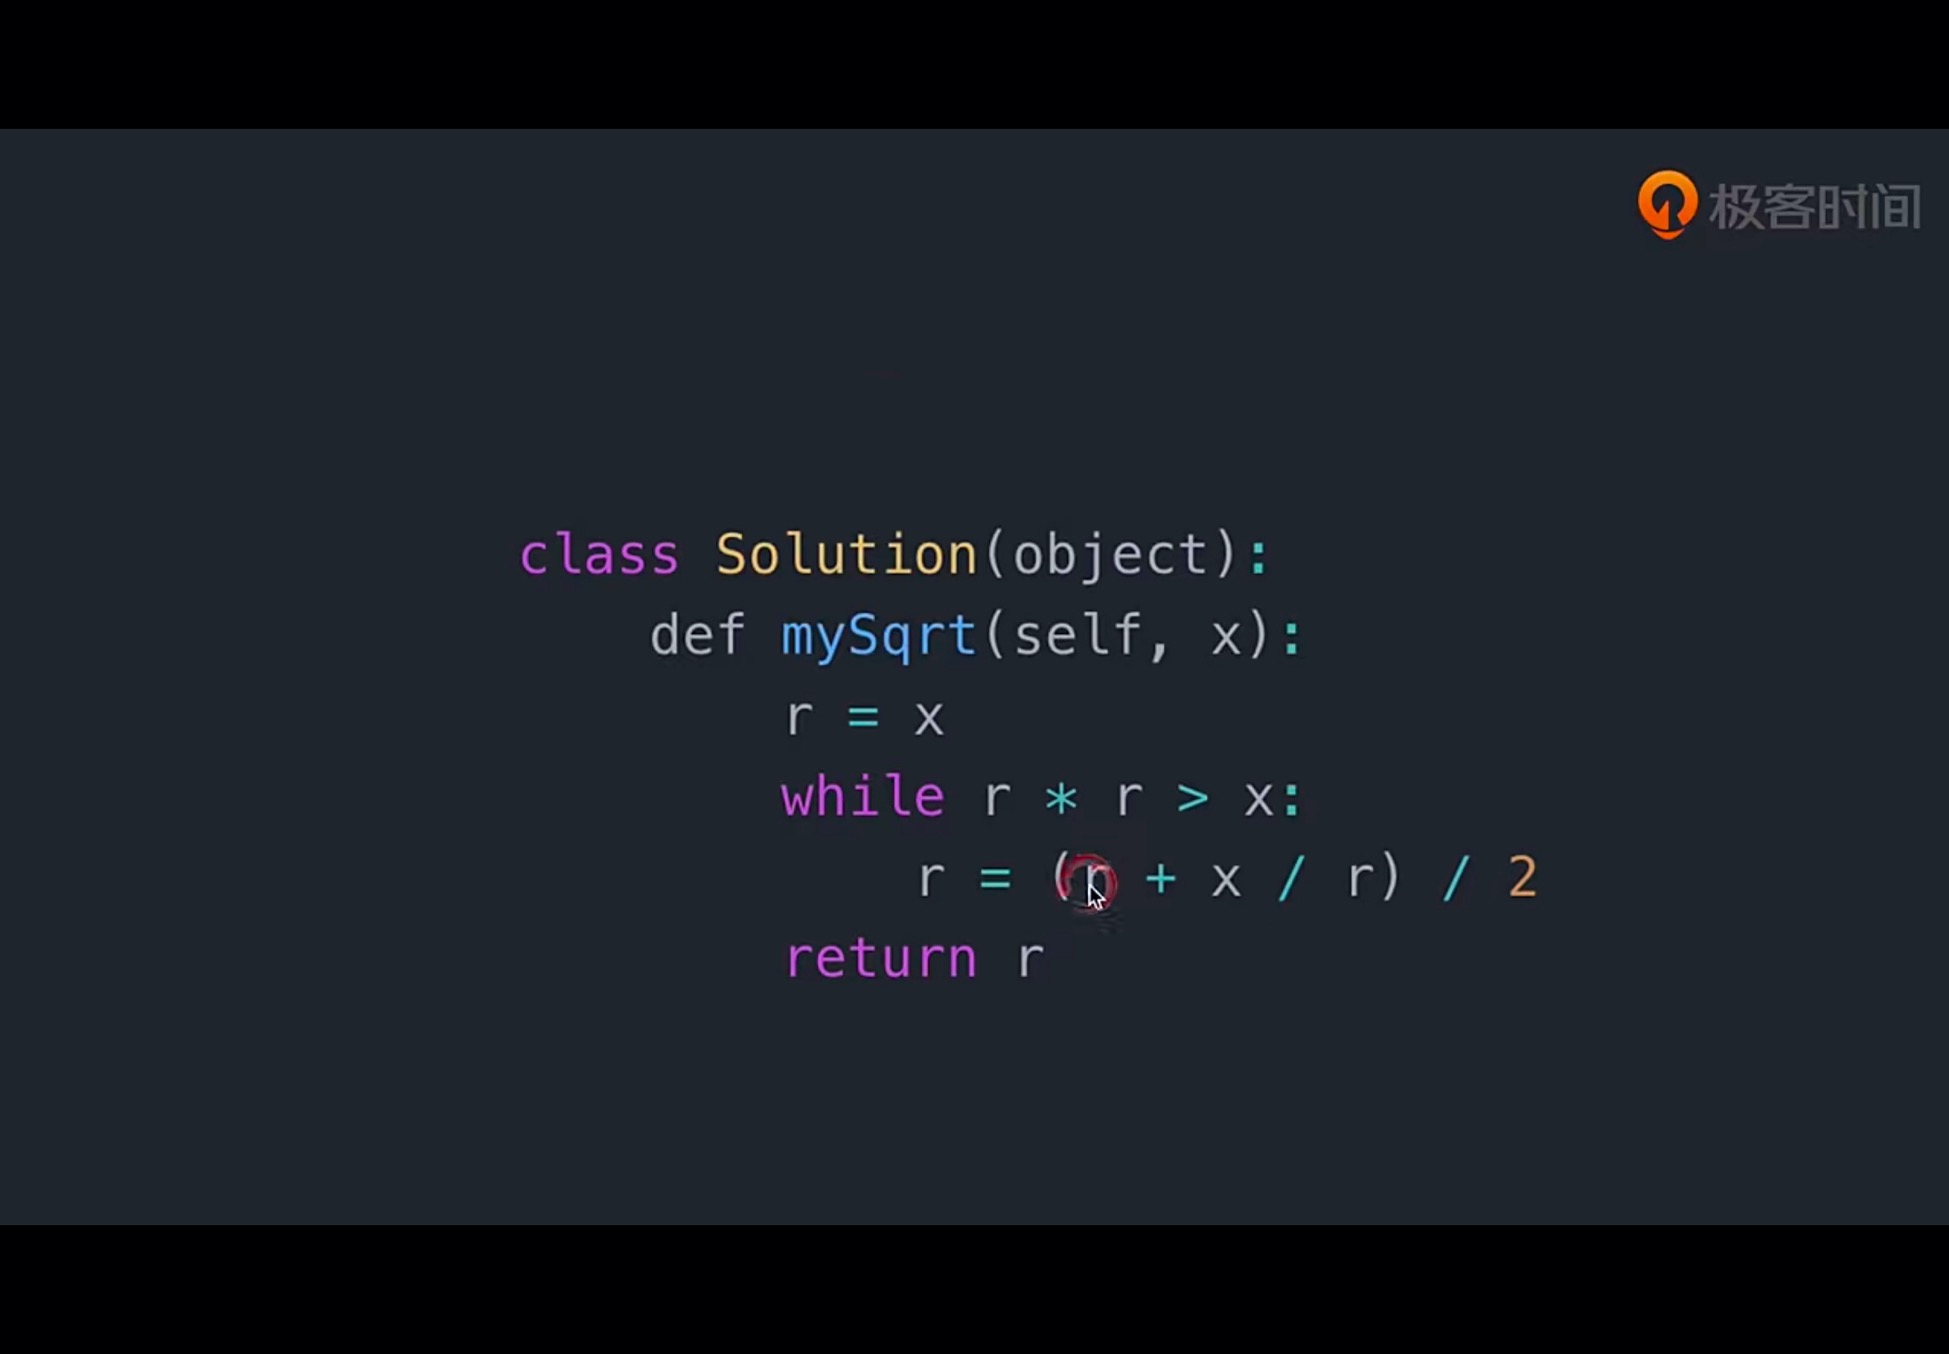 极客时间
class Solution(object):
    def mySqrt(self, x):
        r = x
        while r * r > x:
            r = (r + x / r) / 2
        return r